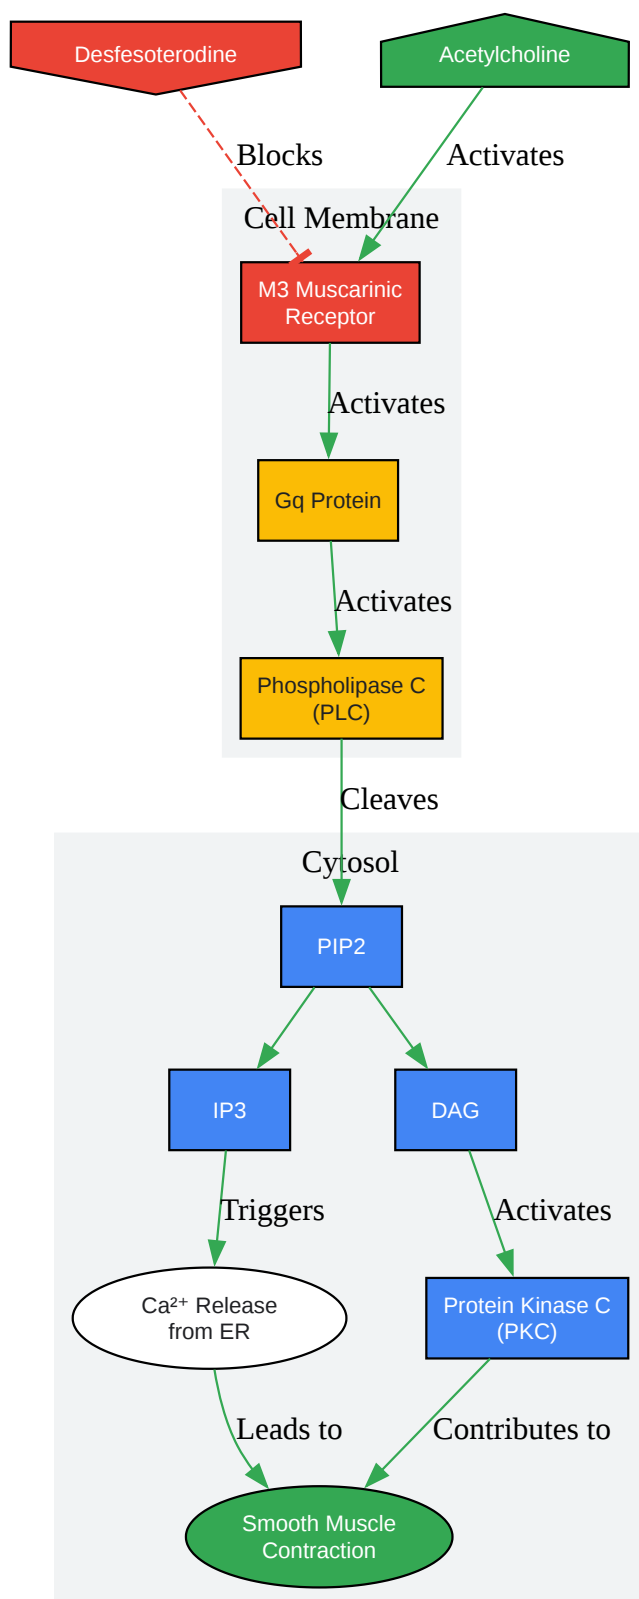 Desfesoterodine
Acetylcholine
Blocks
Activates
Cell Membrane
M3 Muscarinic
Receptor
Activates
Gq Protein
Activates
Phospholipase C
(PLC)
Cleaves
Cytosol
PIP2
IP3
DAG
Triggers
Activates
Ca²⁺ Release
from ER
Protein Kinase C
(PKC)
Leads to
Contributes to
Smooth Muscle
Contraction